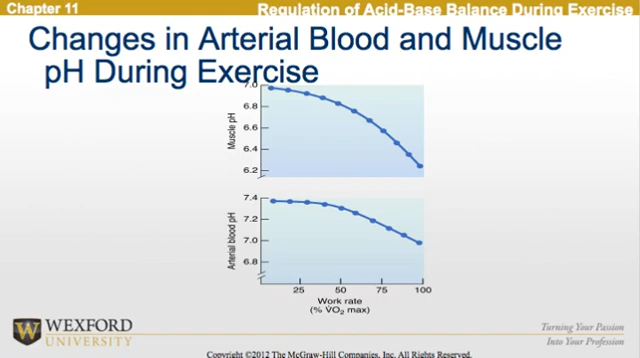 Chapter 11
Regulation of Acid-Base Balance During Exercise
Changes in Arterial Blood and Muscle
pH During Exercise
7.0
6.8
6.6
6.4
6.2
Muscle pH
7.4
7.2
7.0
6.8
Arterial blood pH
25 50 75 100
Work rate
(% V̇O₂ max)
W WEXFORD
UNIVERSITY
Turning Your Passion
Into Your Profession
Copyright ©2012 The McGraw-Hill Companies, Inc. All Rights Reserved.